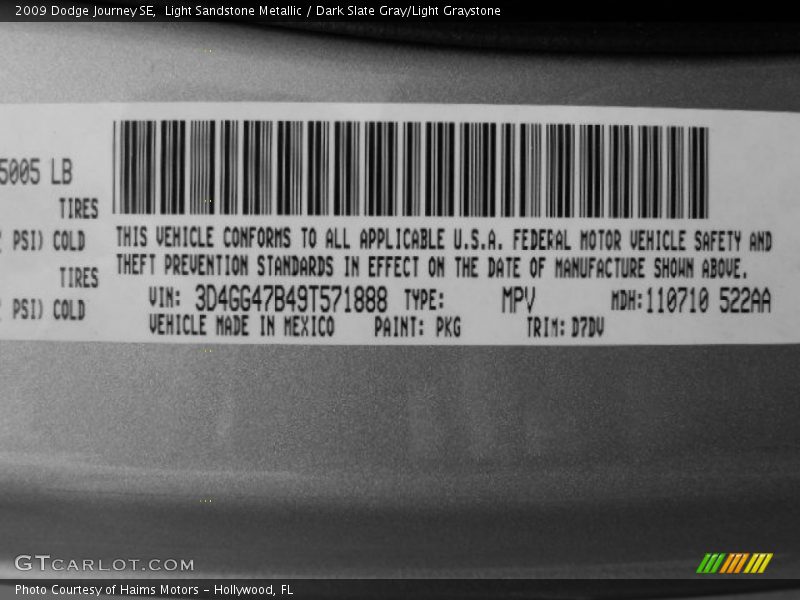 2009 Dodge Journey SE, Light Sandstone Metallic / Dark Slate Gray/Light Graystone
5005 LB
TIRES
PSI) COLD
TIRES
PSI) COLD
THIS VEHICLE CONFORMS TO ALL APPLICABLE U.S.A. FEDERAL MOTOR VEHICLE SAFETY AND
THEFT PREVENTION STANDARDS IN EFFECT ON THE DATE OF MANUFACTURE SHOWN ABOVE.
VIN: 3D4GG47B49T571888 TYPE: MPV MDH: 110710 522AA
VEHICLE MADE IN MEXICO PAINT: PKG TRIM: D7DV
GTCARLOT.COM
Photo Courtesy of Haims Motors - Hollywood, FL